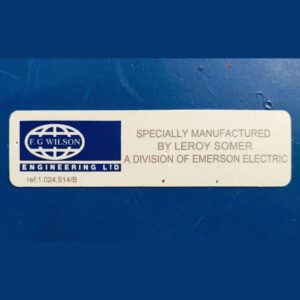 F.G WILSON
ENGINEERING LTD
ref:1,024,914/B
SPECIALLY MANUFACTURED
BY LEROY SOMER
A DIVISION OF EMERSON ELECTRIC